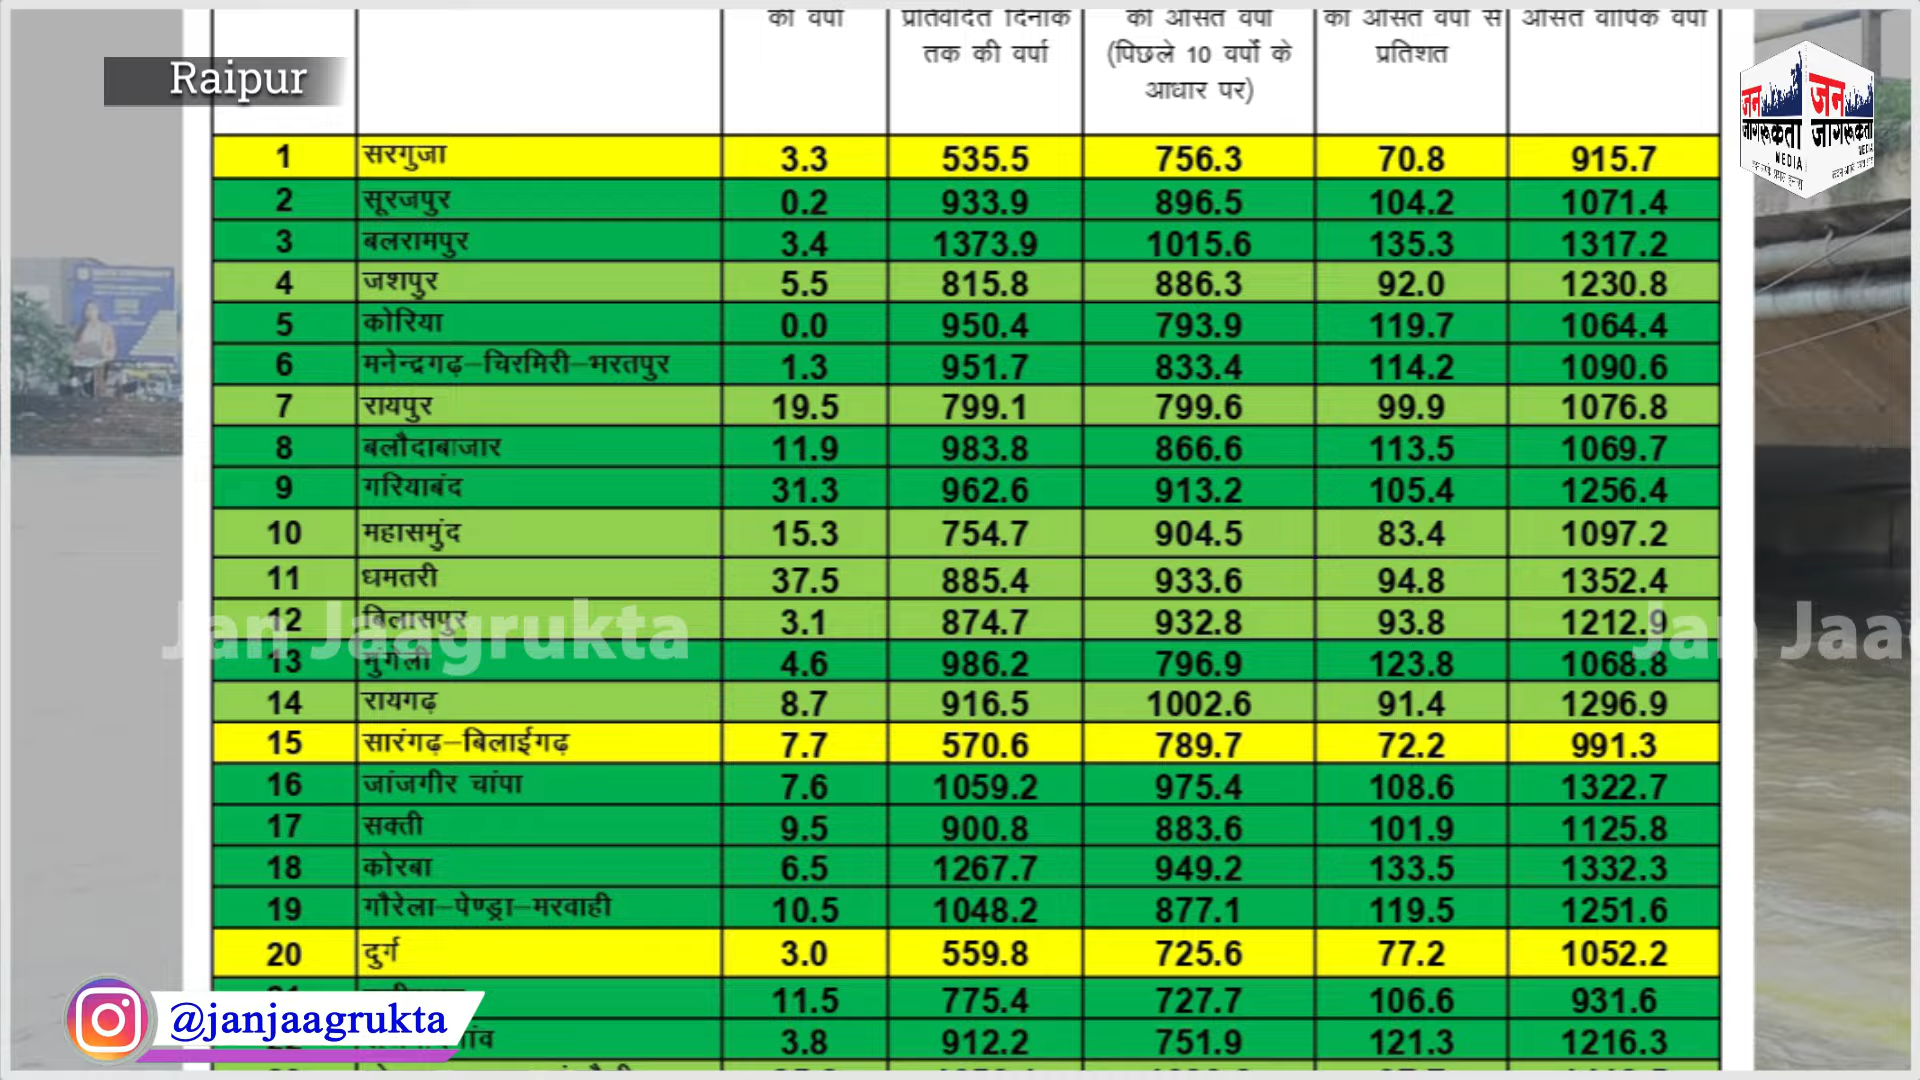 की वर्षा प्रतिवेदित दिनांक की औसत वर्षा का औसत वर्षा से औसत वार्षिक वर्षा
तक की वर्षा (पिछले 10 वर्षों के प्रतिशत
आधार पर)
Raipur
जन जन
जागरूकता जागरूकता
MEDIA MEDIA
1 सरगुजा 3.3 535.5 756.3 70.8 915.7
2 सूरजपुर 0.2 933.9 896.5 104.2 1071.4
3 बलरामपुर 3.4 1373.9 1015.6 135.3 1317.2
4 जशपुर 5.5 815.8 886.3 92.0 1230.8
5 कोरिया 0.0 950.4 793.9 119.7 1064.4
6 मनेन्द्रगढ़–चिरमिरी–भरतपुर 1.3 951.7 833.4 114.2 1090.6
7 रायपुर 19.5 799.1 799.6 99.9 1076.8
8 बलौदाबाजार 11.9 983.8 866.6 113.5 1069.7
9 गरियाबंद 31.3 962.6 913.2 105.4 1256.4
10 महासमुंद 15.3 754.7 904.5 83.4 1097.2
11 धमतरी 37.5 885.4 933.6 94.8 1352.4
12 बिलासपुर 3.1 874.7 932.8 93.8 1212.9
Jan Jaagrukta Jan Jaa
13 मुंगेली 4.6 986.2 796.9 123.8 1068.8
14 रायगढ़ 8.7 916.5 1002.6 91.4 1296.9
15 सारंगढ़–बिलाईगढ़ 7.7 570.6 789.7 72.2 991.3
16 जांजगीर चांपा 7.6 1059.2 975.4 108.6 1322.7
17 सक्ती 9.5 900.8 883.6 101.9 1125.8
18 कोरबा 6.5 1267.7 949.2 133.5 1332.3
19 गौरेला–पेण्ड्रा–मरवाही 10.5 1048.2 877.1 119.5 1251.6
20 दुर्ग 3.0 559.8 725.6 77.2 1052.2
11.5 775.4 727.7 106.6 931.6
@janjaagrukta
3.8 912.2 751.9 121.3 1216.3